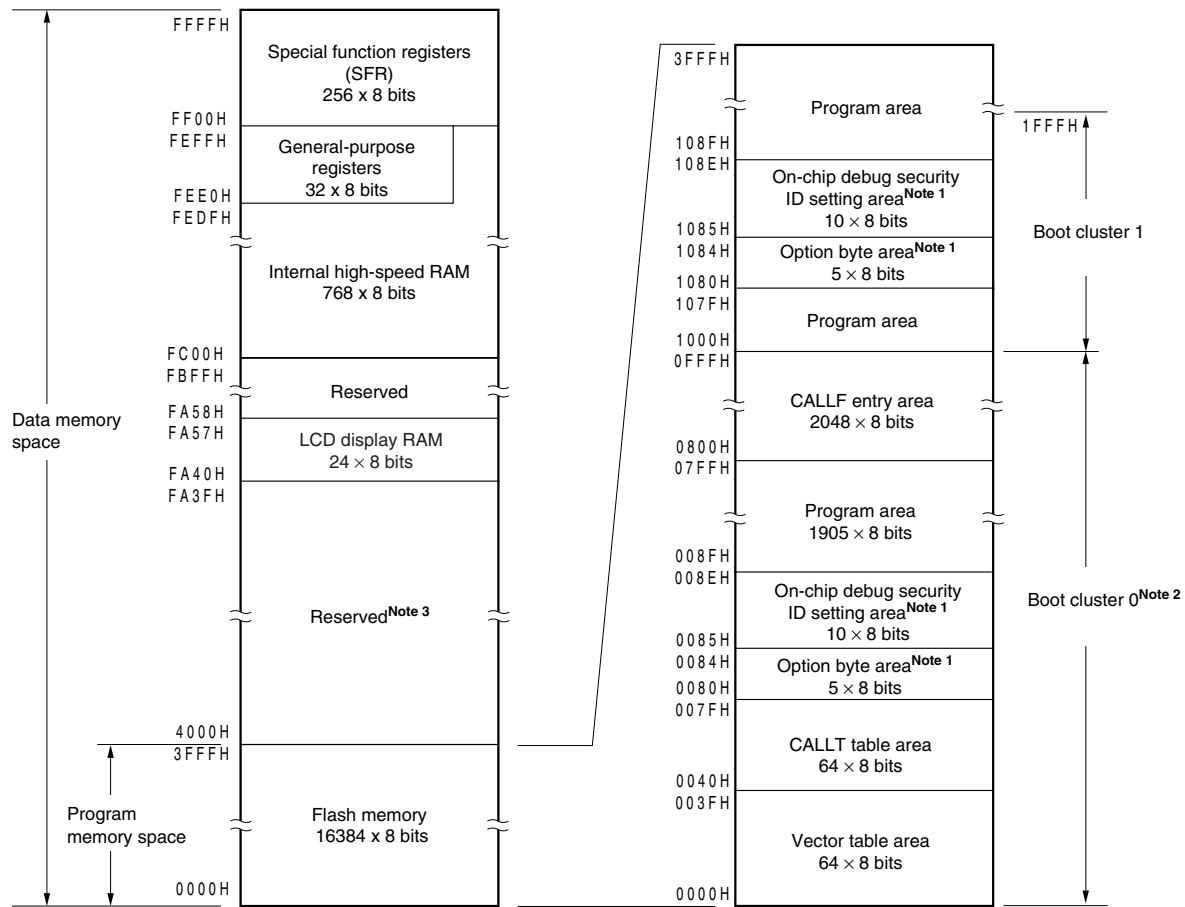 FFFFH
Special function registers
(SFR)
256 x 8 bits
FF00H
FEFFH
General-purpose
registers
32 x 8 bits
FEE0H
FEDFH
Internal high-speed RAM
768 x 8 bits
FC00H
FBFFH
Reserved
FA58H
FA57H
LCD display RAM
24 × 8 bits
FA40H
FA3FH
Reserved Note 3
4000H
3FFFH
Flash memory
16384 x 8 bits
0000H
Data memory
space
Program
memory space
3FFFH
Program area
108FH
108EH
On-chip debug security
ID setting area Note 1
10 × 8 bits
1085H
1084H
Option byte area Note 1
5 × 8 bits
1080H
107FH
Program area
1000H
0FFFH
CALLF entry area
2048 × 8 bits
0800H
07FFH
Program area
1905 × 8 bits
008FH
008EH
On-chip debug security
ID setting area Note 1
10 × 8 bits
0085H
0084H
Option byte area Note 1
5 × 8 bits
0080H
007FH
CALLT table area
64 × 8 bits
0040H
003FH
Vector table area
64 × 8 bits
0000H
1FFFH
Boot cluster 1
Boot cluster 0 Note 2